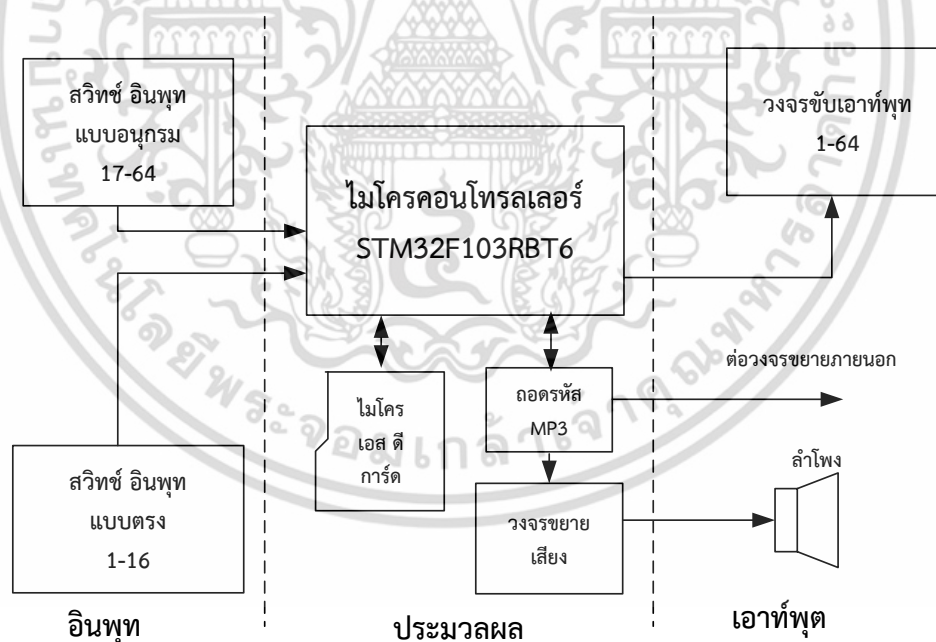 สวิทช์ อินพุท
แบบอนุกรม
17-64
ไมโครคอนโทรลเลอร์
STM32F103RBT6
วงจรขับเอาท์พุท
1-64
ต่อวงจรขยายภายนอก
ไมโคร
เอส ดี
การ์ด
ถอดรหัส
MP3
ลำโพง
สวิทช์ อินพุท
แบบตรง
1-16
วงจรขยาย
เสียง
อินพุท
ประมวลผล
เอาท์พุต